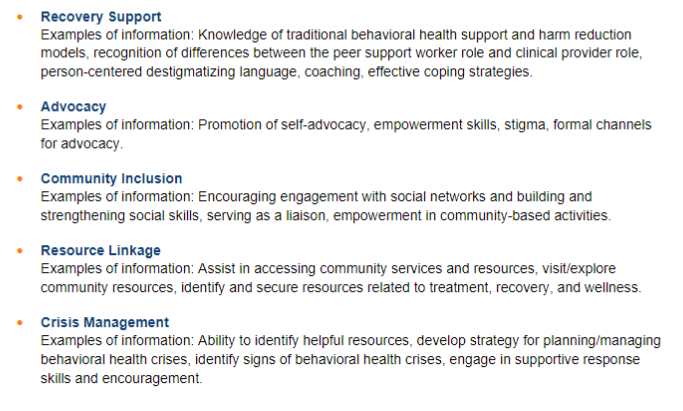 • Recovery Support
Examples of information: Knowledge of traditional behavioral health support and harm reduction
models, recognition of differences between the peer support worker role and clinical provider role,
person-centered destigmatizing language, coaching, effective coping strategies.
• Advocacy
Examples of information: Promotion of self-advocacy, empowerment skills, stigma, formal channels
for advocacy.
• Community Inclusion
Examples of information: Encouraging engagement with social networks and building and
strengthening social skills, serving as a liaison, empowerment in community-based activities.
• Resource Linkage
Examples of information: Assist in accessing community services and resources, visit/explore
community resources, identify and secure resources related to treatment, recovery, and wellness.
• Crisis Management
Examples of information: Ability to identify helpful resources, develop strategy for planning/managing
behavioral health crises, identify signs of behavioral health crises, engage in supportive response
skills and encouragement.